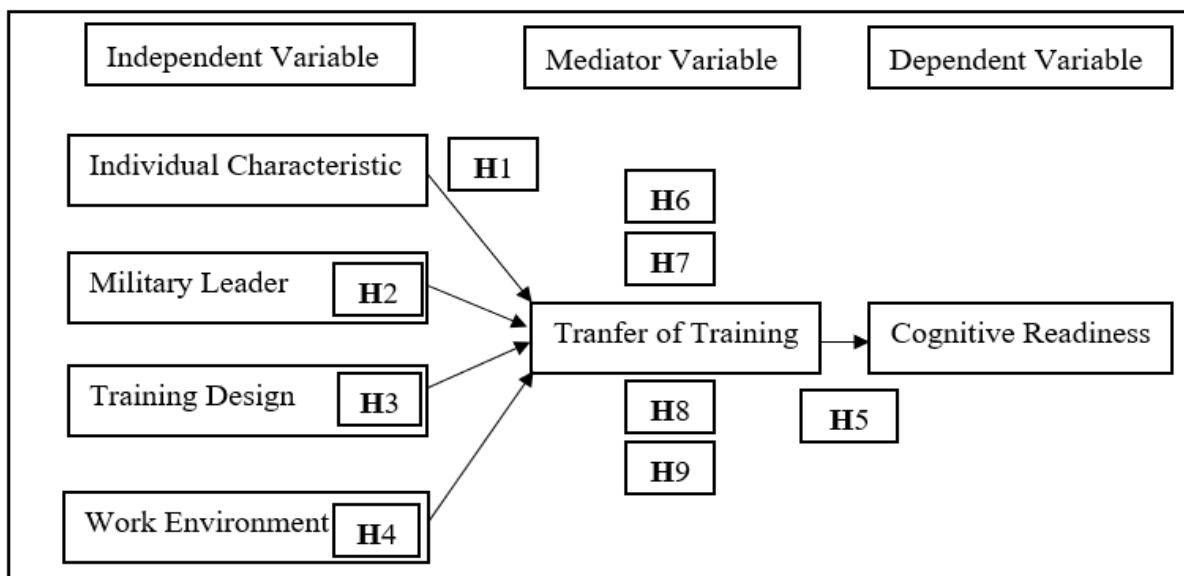 Independent Variable
Mediator Variable
Dependent Variable
Individual Characteristic
H1
H6
H7
Military Leader
H2
Tranfer of Training
Cognitive Readiness
Training Design
H3
H8
H5
H9
Work Environment
H4